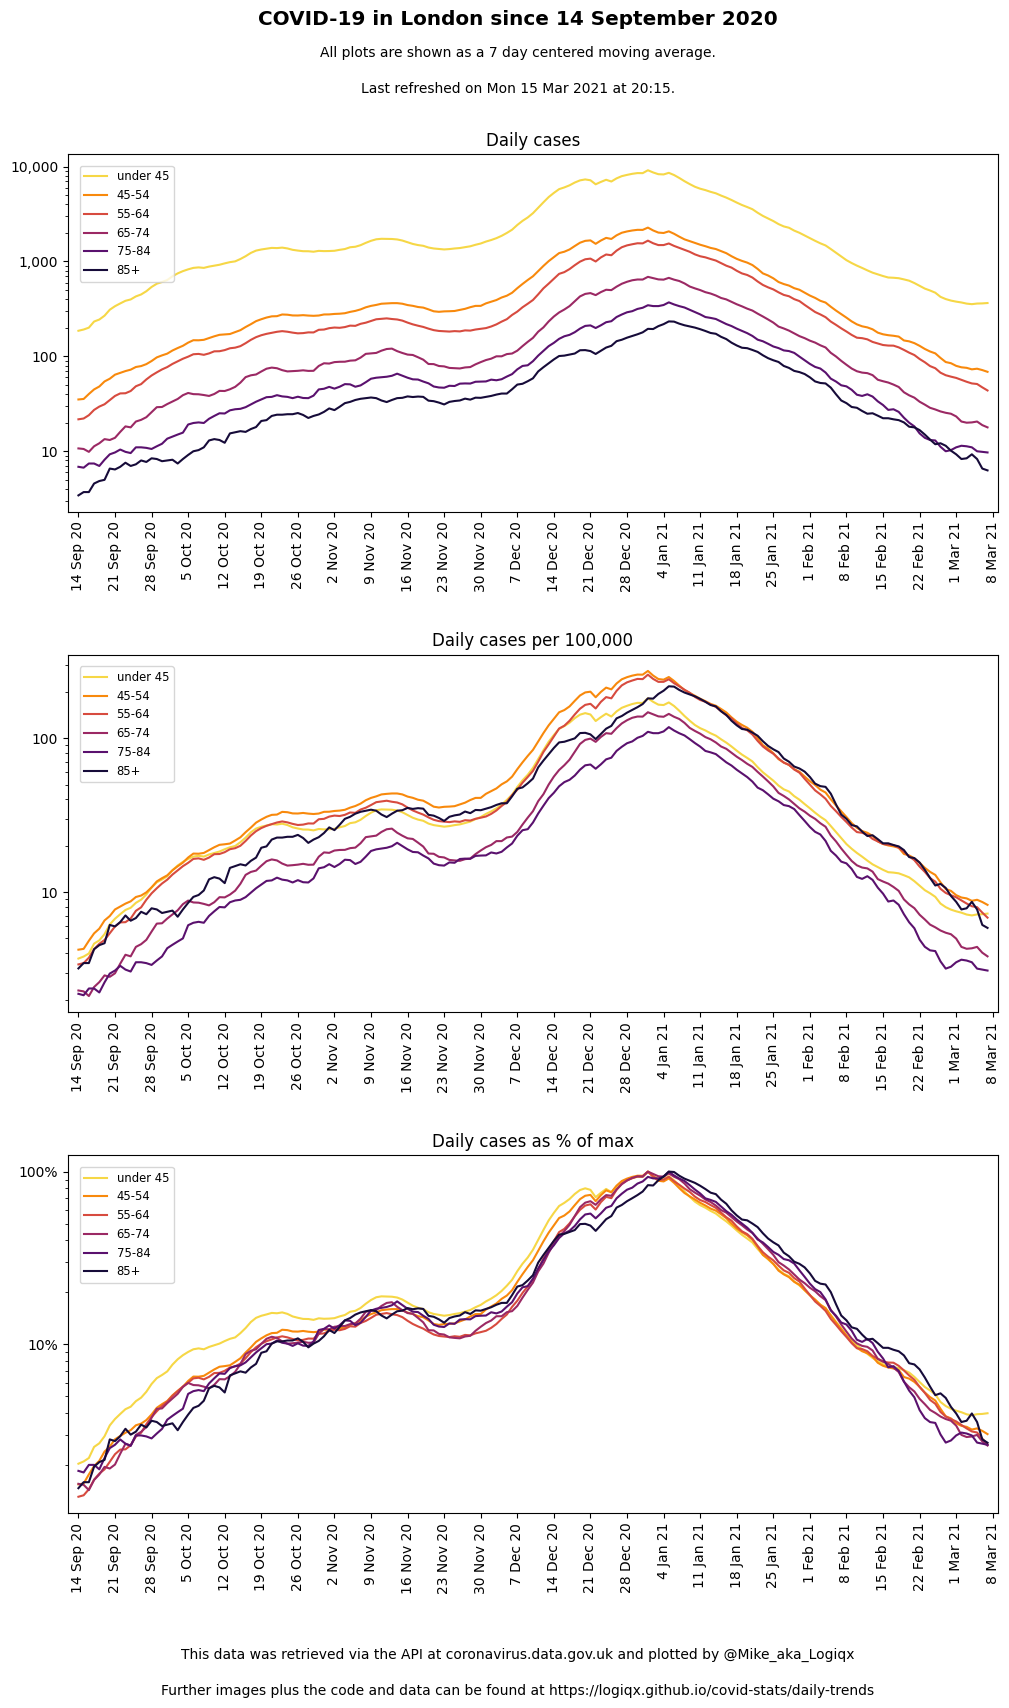 COVID-19 in London since 14 September 2020
All plots are shown as a 7 day centered moving average.
Last refreshed on Mon 15 Mar 2021 at 20:15.
Daily cases
10,000
1,000
100
10
under 45
45-54
55-64
65-74
75-84
85+
14 Sep 20
21 Sep 20
28 Sep 20
5 Oct 20
12 Oct 20
19 Oct 20
26 Oct 20
2 Nov 20
9 Nov 20
16 Nov 20
23 Nov 20
30 Nov 20
7 Dec 20
14 Dec 20
21 Dec 20
28 Dec 20
4 Jan 21
11 Jan 21
18 Jan 21
25 Jan 21
1 Feb 21
8 Feb 21
15 Feb 21
22 Feb 21
1 Mar 21
8 Mar 21
Daily cases per 100,000
100
10
under 45
45-54
55-64
65-74
75-84
85+
14 Sep 20
21 Sep 20
28 Sep 20
5 Oct 20
12 Oct 20
19 Oct 20
26 Oct 20
2 Nov 20
9 Nov 20
16 Nov 20
23 Nov 20
30 Nov 20
7 Dec 20
14 Dec 20
21 Dec 20
28 Dec 20
4 Jan 21
11 Jan 21
18 Jan 21
25 Jan 21
1 Feb 21
8 Feb 21
15 Feb 21
22 Feb 21
1 Mar 21
8 Mar 21
Daily cases as % of max
100%
10%
under 45
45-54
55-64
65-74
75-84
85+
14 Sep 20
21 Sep 20
28 Sep 20
5 Oct 20
12 Oct 20
19 Oct 20
26 Oct 20
2 Nov 20
9 Nov 20
16 Nov 20
23 Nov 20
30 Nov 20
7 Dec 20
14 Dec 20
21 Dec 20
28 Dec 20
4 Jan 21
11 Jan 21
18 Jan 21
25 Jan 21
1 Feb 21
8 Feb 21
15 Feb 21
22 Feb 21
1 Mar 21
8 Mar 21
This data was retrieved via the API at coronavirus.data.gov.uk and plotted by @Mike_aka_Logiqx
Further images plus the code and data can be found at https://logiqx.github.io/covid-stats/daily-trends